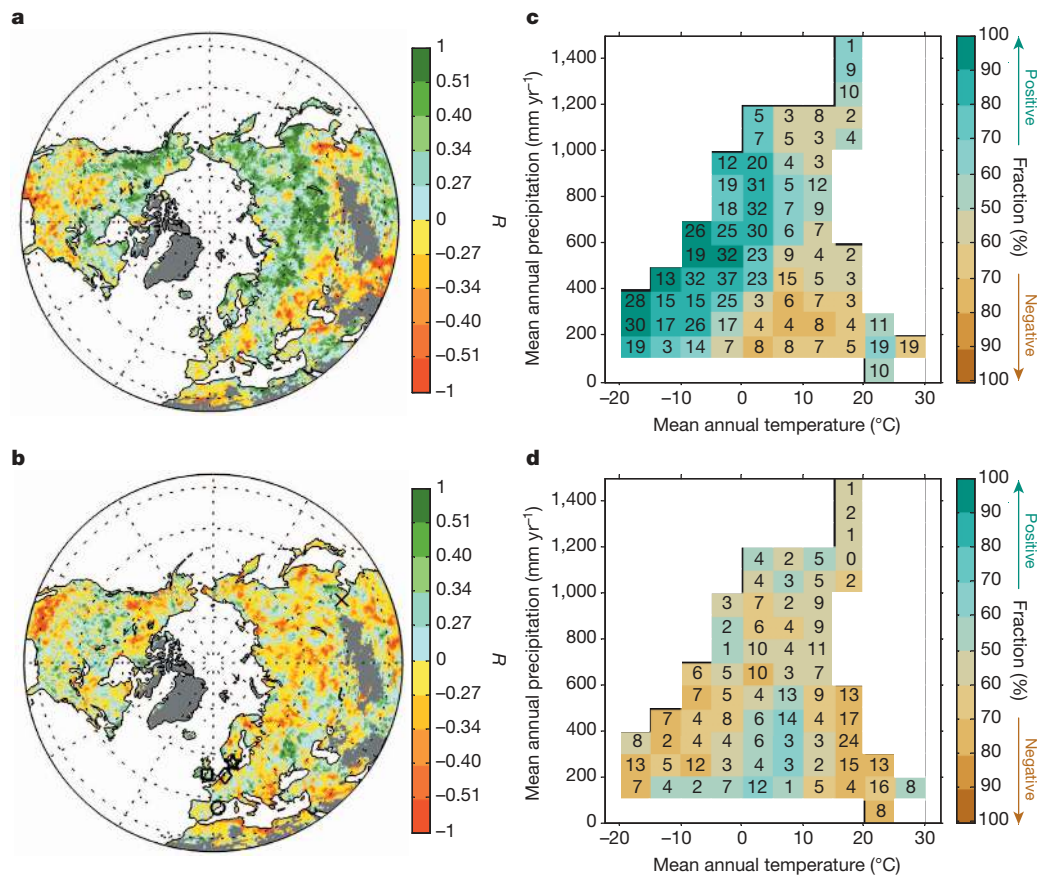 a
1
0.51
0.40
0.34
0.27
0
−0.27
−0.34
−0.40
−0.51
−1
R
c
Mean annual precipitation (mm yr−1)
1,400
1,200
1,000
800
600
400
200
0
1
9
10
5 3 8 2
7 5 3 4
12 20 4 3
19 31 5 12
18 32 7 9
26 25 30 6 7
19 32 23 9 4 2
13 32 37 23 15 5 3
28 15 15 25 3 6 7 3
30 17 26 17 4 4 8 4 11
19 3 14 7 8 8 7 5 19 19
10
−20 −10 0 10 20 30
Mean annual temperature (°C)
100
90
80
70
60
50
60
70
80
90
100
Positive
Fraction (%)
Negative
b
1
0.51
0.40
0.34
0.27
0
−0.27
−0.34
−0.40
−0.51
−1
R
d
Mean annual precipitation (mm yr−1)
1,400
1,200
1,000
800
600
400
200
0
1
2
1
4 2 5 0
4 3 5 2
3 7 2 9
2 6 4 9
1 10 4 11
6 5 10 3 7
7 5 4 13 9 13
7 4 8 6 14 4 17
8 2 4 4 6 3 3 24
13 5 12 3 4 3 2 15 13
7 4 2 7 12 1 5 4 16 8
8
−20 −10 0 10 20 30
Mean annual temperature (°C)
100
90
80
70
60
50
60
70
80
90
100
Positive
Fraction (%)
Negative